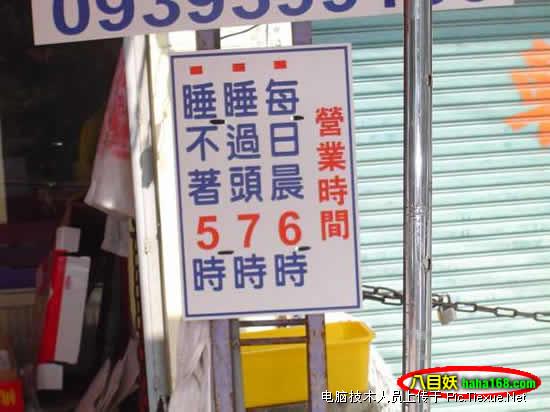 營業時間
每日晨6時
睡過頭7時
睡不著5時
八目妖 haha168.com
电脑技术人员上传于 Pic.Nexue.Net